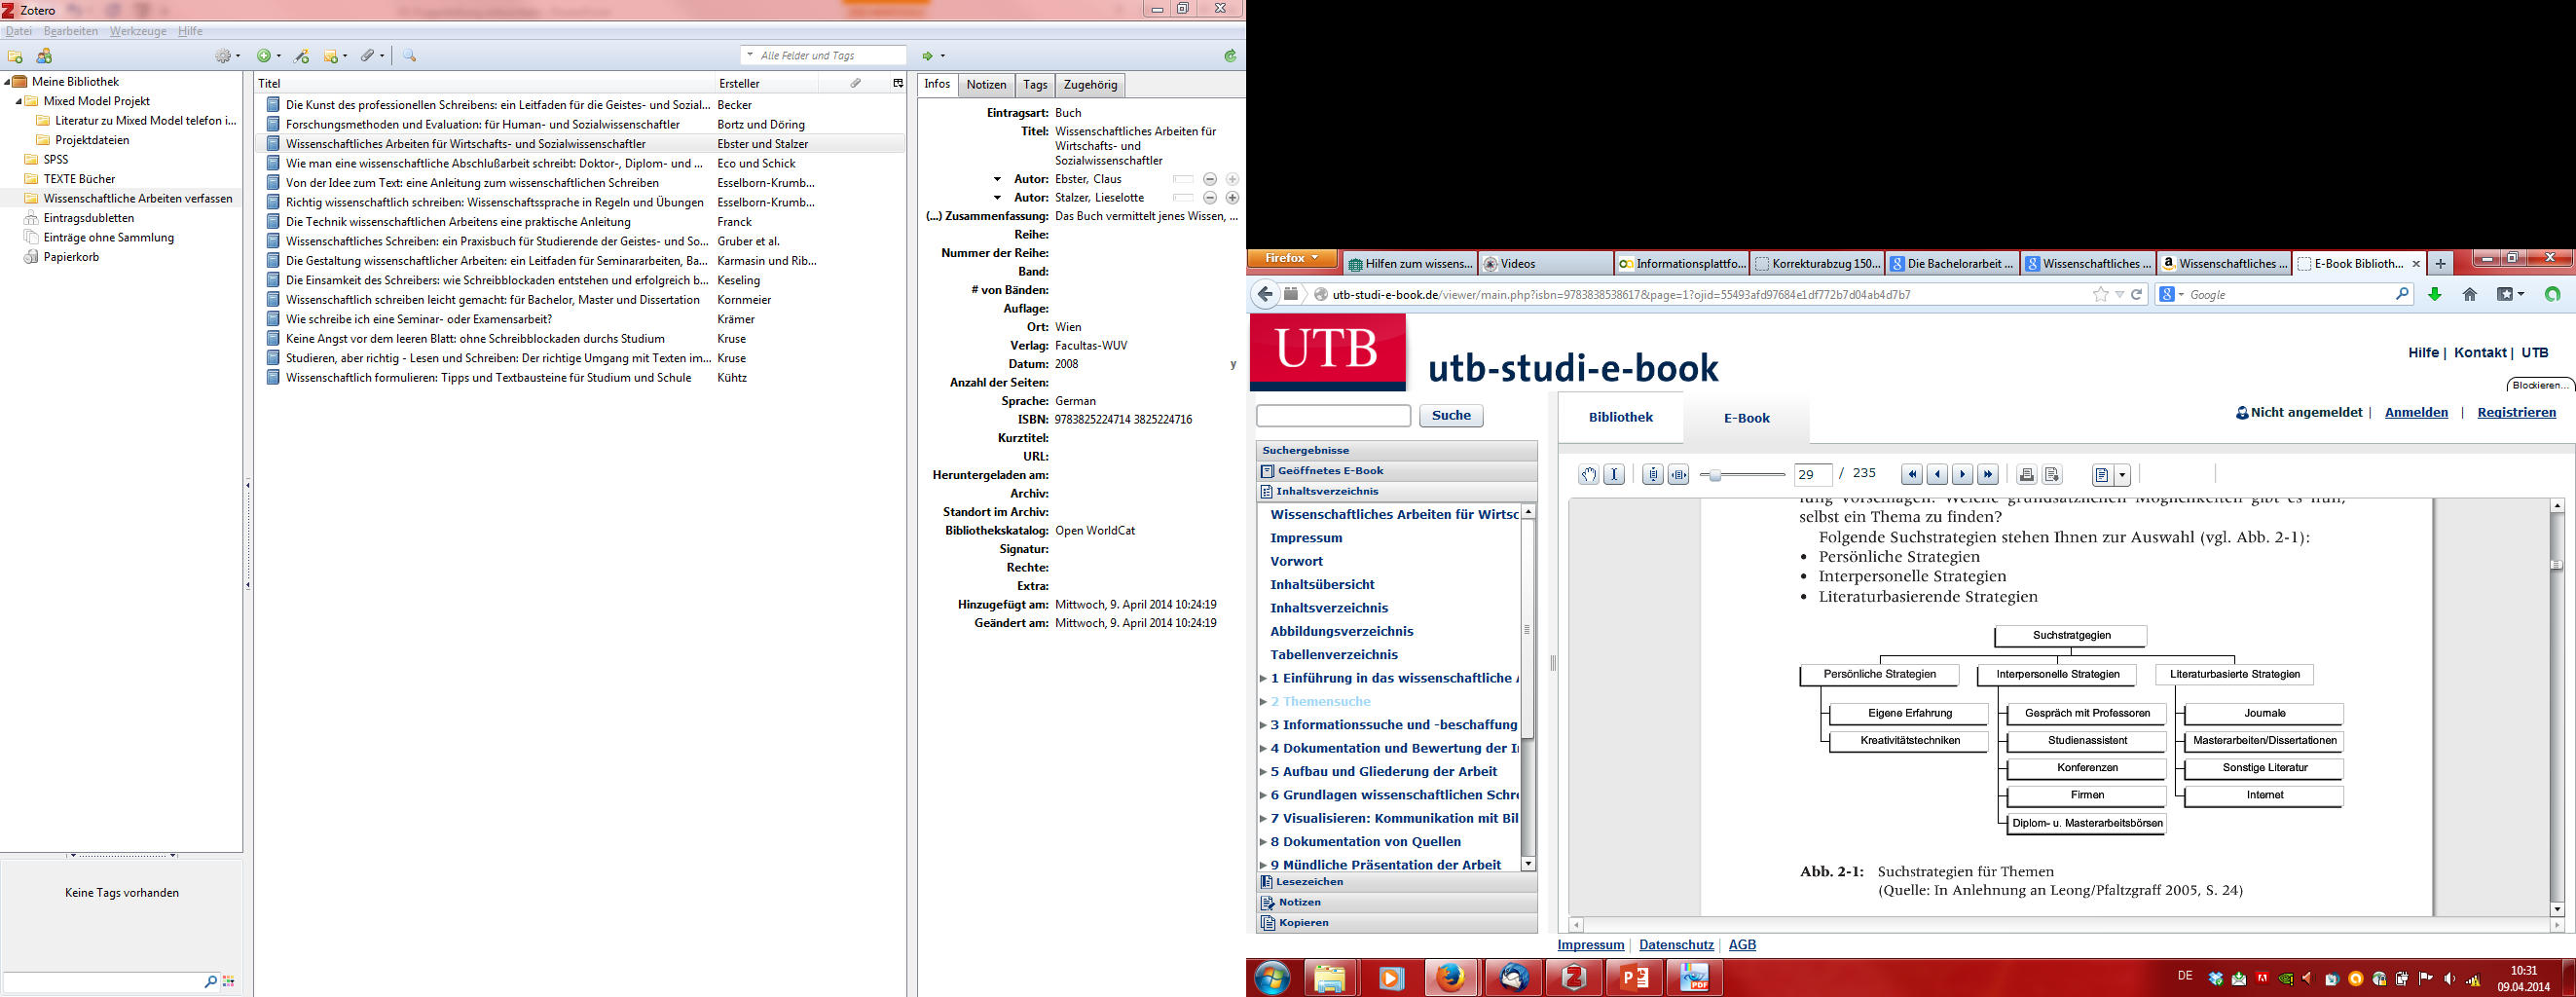 Zotero
Datei Bearbeiten Werkzeuge Hilfe
Alle Felder und Tags
Meine Bibliothek
Mixed Model Projekt
Literatur zu Mixed Model telefon i...
Projektdateien
SPSS
TEXTE Bücher
Wissenschaftliche Arbeiten verfassen
Eintragsdubletten
Einträge ohne Sammlung
Papierkorb
Keine Tags vorhanden
Titel Ersteller
Die Kunst des professionellen Schreibens: ein Leitfaden für die Geistes- und Sozial... Becker
Forschungsmethoden und Evaluation: für Human- und Sozialwissenschaftler Bortz und Döring
Wissenschaftliches Arbeiten für Wirtschafts- und Sozialwissenschaftler Ebster und Stalzer
Wie man eine wissenschaftliche Abschlußarbeit schreibt: Doktor-, Diplom- und ... Eco und Schick
Von der Idee zum Text: eine Anleitung zum wissenschaftlichen Schreiben Esselborn-Krumb...
Richtig wissenschaftlich schreiben: Wissenschaftssprache in Regeln und Übungen Esselborn-Krumb...
Die Technik wissenschaftlichen Arbeitens eine praktische Anleitung Franck
Wissenschaftliches Schreiben: ein Praxisbuch für Studierende der Geistes- und So... Gruber et al.
Die Gestaltung wissenschaftlicher Arbeiten: ein Leitfaden für Seminararbeiten, Ba... Karmasin und Rib...
Die Einsamkeit des Schreibers: wie Schreibblockaden entstehen und erfolgreich b... Keseling
Wissenschaftlich schreiben leicht gemacht: für Bachelor, Master und Dissertation Kornmeier
Wie schreibe ich eine Seminar- oder Examensarbeit? Krämer
Keine Angst vor dem leeren Blatt: ohne Schreibblockaden durchs Studium Kruse
Studieren, aber richtig - Lesen und Schreiben: Der richtige Umgang mit Texten im... Kruse
Wissenschaftlich formulieren: Tipps und Textbausteine für Studium und Schule Kühtz
Infos Notizen Tags Zugehörig
Eintragsart: Buch
Titel: Wissenschaftliches Arbeiten für
Wirtschafts- und
Sozialwissenschaftler
Autor: Ebster, Claus
Autor: Stalzer, Lieselotte
(...) Zusammenfassung: Das Buch vermittelt jenes Wissen, ...
Reihe:
Nummer der Reihe:
Band:
# von Bänden:
Auflage:
Ort: Wien
Verlag: Facultas-WUV
Datum: 2008 y
Anzahl der Seiten:
Sprache: German
ISBN: 9783825224714 3825224716
Kurztitel:
URL:
Heruntergeladen am:
Archiv:
Standort im Archiv:
Bibliothekskatalog: Open WorldCat
Signatur:
Rechte:
Extra:
Hinzugefügt am: Mittwoch, 9. April 2014 10:24:19
Geändert am: Mittwoch, 9. April 2014 10:24:19
Firefox
Hilfen zum wissens... Videos Informationsplattfo... Korrekturabzug 150... Die Bachelorarbeit ... Wissenschaftliches ... Wissenschaftliches ... E-Book Biblioth...
utb-studi-e-book.de/viewer/main.php?isbn=9783838538617&page=1?ojid=55493afd97684e1df772b7d04ab4d7b7
Google
UTB
utb-studi-e-book
Hilfe | Kontakt | UTB
Blockieren...
Suche
Bibliothek E-Book
Nicht angemeldet | Anmelden | Registrieren
29 / 235
Suchergebnisse
Geöffnetes E-Book
Inhaltsverzeichnis
Wissenschaftliches Arbeiten für Wirtsc
Impressum
Vorwort
Inhaltsübersicht
Inhaltsverzeichnis
Abbildungsverzeichnis
Tabellenverzeichnis
1 Einführung in das wissenschaftliche
2 Themensuche
3 Informationssuche und -beschaffung
4 Dokumentation und Bewertung der
5 Aufbau und Gliederung der Arbeit
6 Grundlagen wissenschaftlichen Schre
7 Visualisieren: Kommunikation mit Bil
8 Dokumentation von Quellen
9 Mündliche Präsentation der Arbeit
Lesezeichen
Notizen
Kopieren
rung vorschlagen. Welche grundsätzlichen Möglichkeiten gibt es nun,
selbst ein Thema zu finden?
Folgende Suchstrategien stehen Ihnen zur Auswahl (vgl. Abb. 2-1):
• Persönliche Strategien
• Interpersonelle Strategien
• Literaturbasierende Strategien
Suchstratgegien
Persönliche Strategien Interpersonelle Strategien Literaturbasierte Strategien
Eigene Erfahrung Gespräch mit Professoren Journale
Kreativitätstechniken Studienassistent Masterarbeiten/Dissertationen
Konferenzen Sonstige Literatur
Firmen Internet
Diplom- u. Masterarbeitsbörsen
Abb. 2-1: Suchstrategien für Themen
(Quelle: In Anlehnung an Leong/Pfaltzgraff 2005, S. 24)
Impressum | Datenschutz | AGB
DE
10:31
09.04.2014